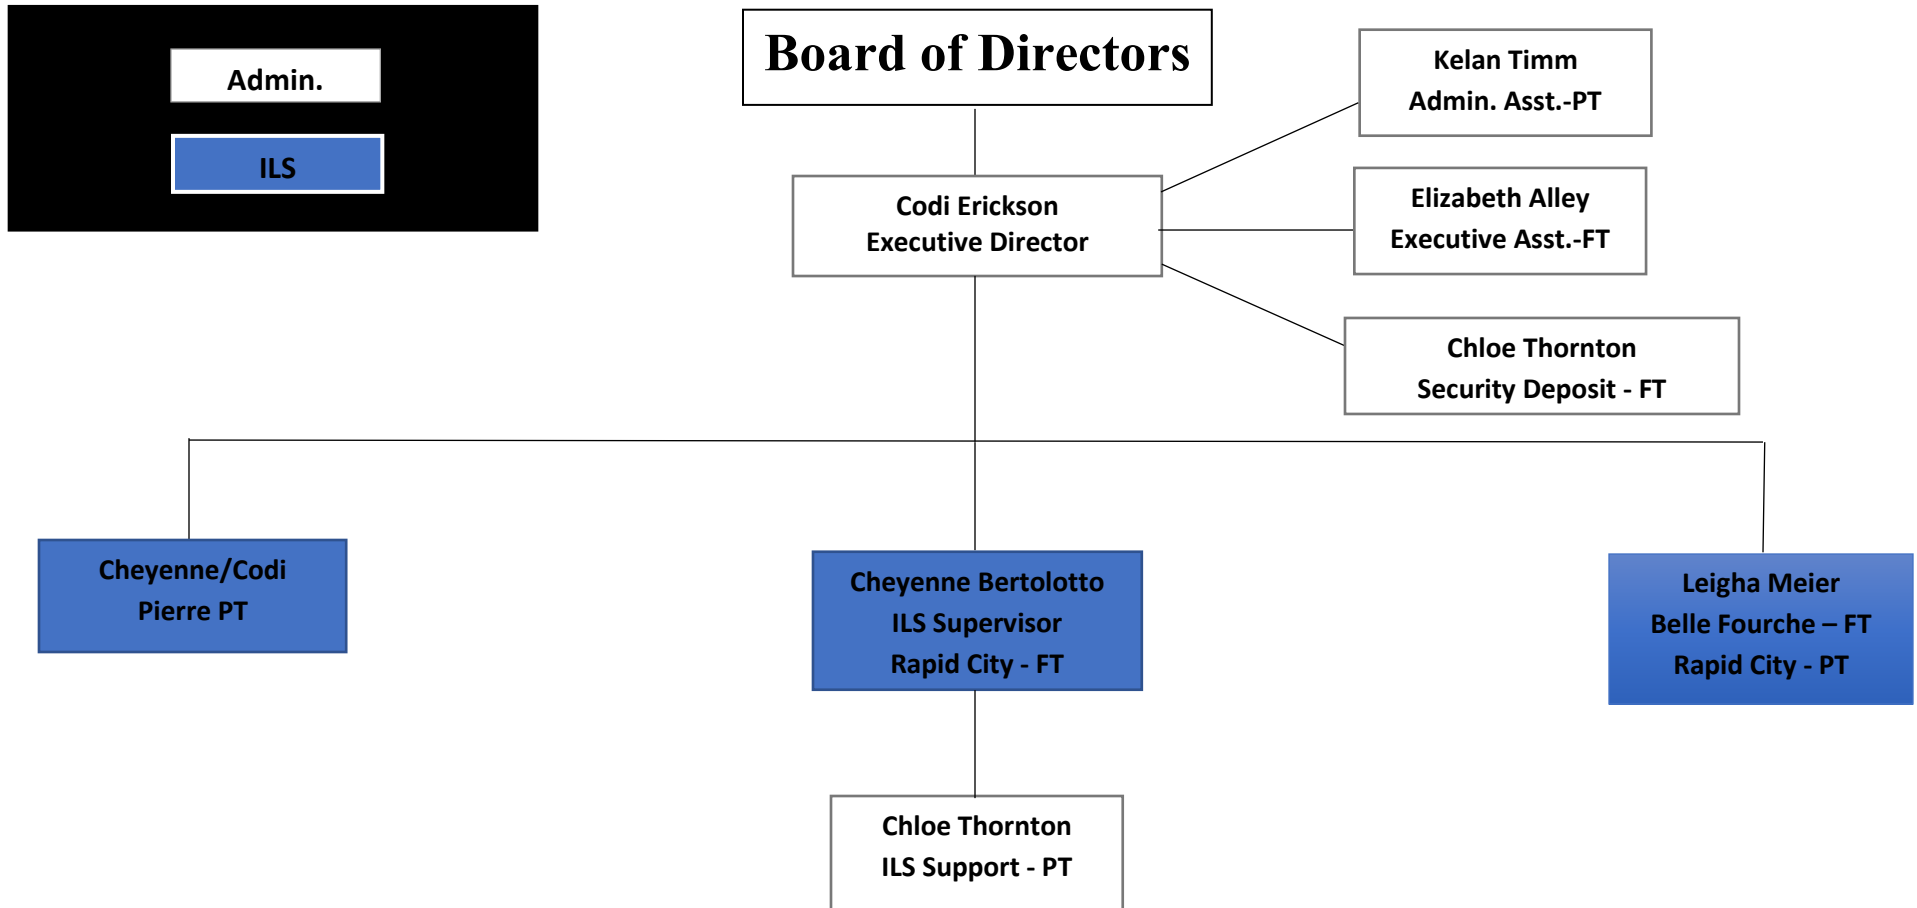 Admin.
ILS
Board of Directors
Codi Erickson
Executive Director
Kelan Timm
Admin. Asst.-PT
Elizabeth Alley
Executive Asst.-FT
Chloe Thornton
Security Deposit - FT
Cheyenne/Codi
Pierre PT
Cheyenne Bertolotto
ILS Supervisor
Rapid City - FT
Leigha Meier
Belle Fourche – FT
Rapid City - PT
Chloe Thornton
ILS Support - PT